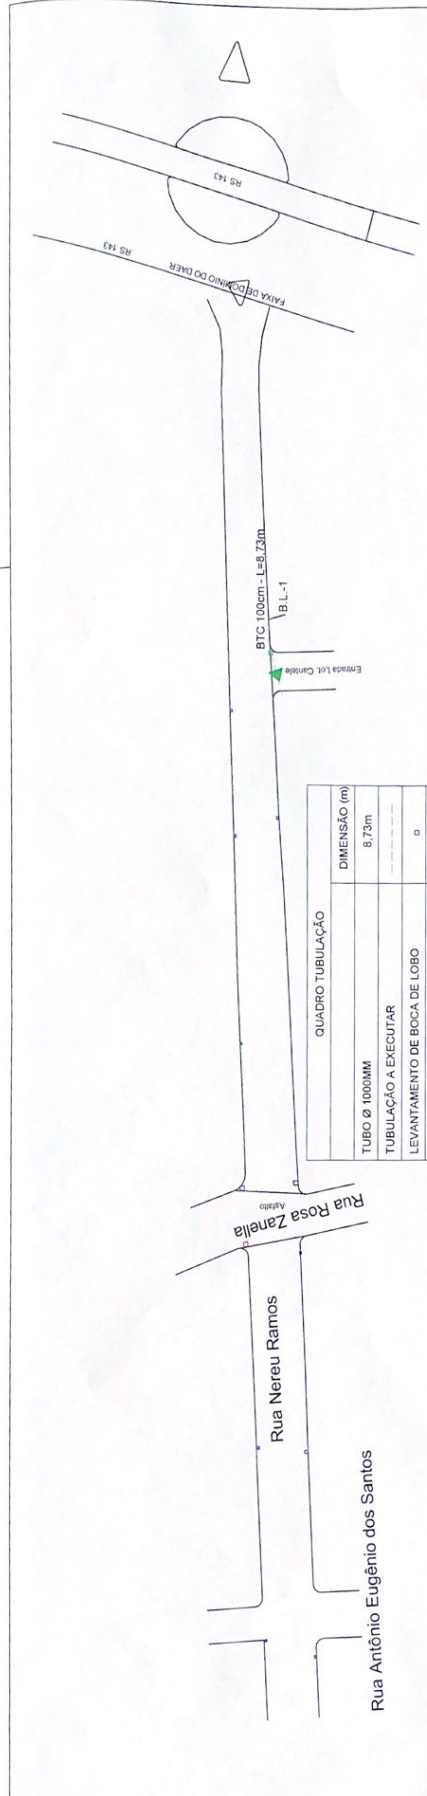 RS 143
RS 143
FAIXA DE DOMÍNIO DO DAER
BTC 100cm - L=8,73m
B.L.-1
Entrada Lot. Cantele
QUADRO TUBULAÇÃO
DIMENSÃO (m)
TUBO Ø 1000MM 8,73m
TUBULAÇÃO A EXECUTAR
LEVANTAMENTO DE BOCA DE LOBO
Asfalto
Rua Rosa Zanella
Rua Nereu Ramos
Rua Antônio Eugênio dos Santos